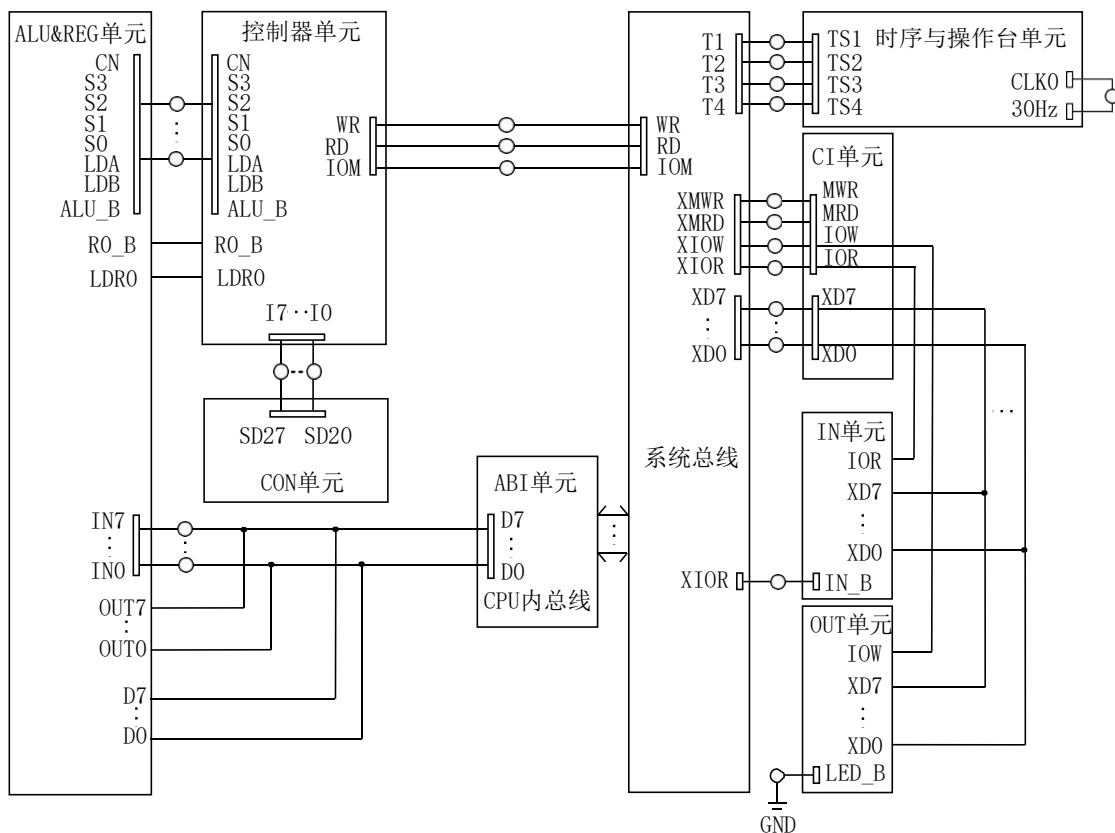 ALU&REG单元
CN
S3
S2
S1
S0
LDA
LDB
ALU_B
R0_B
LDR0
IN7
IN0
OUT7
OUT0
D7
D0
控制器单元
CN
S3
S2
S1
S0
LDA
LDB
ALU_B
R0_B
LDR0
WR
RD
IOM
I7··I0
SD27 SD20
CON单元
ABI单元
D7
D0
CPU内总线
系统总线
WR
RD
IOM
T1
T2
T3
T4
XMWR
XMRD
XIOW
XIOR
XD7
XD0
XIOR
时序与操作台单元
TS1
TS2
TS3
TS4
CLK0
30Hz
CI单元
MWR
MRD
IOW
IOR
XD7
XD0
IN单元
IOR
XD7
XD0
IN_B
OUT单元
IOW
XD7
XD0
LED_B
GND